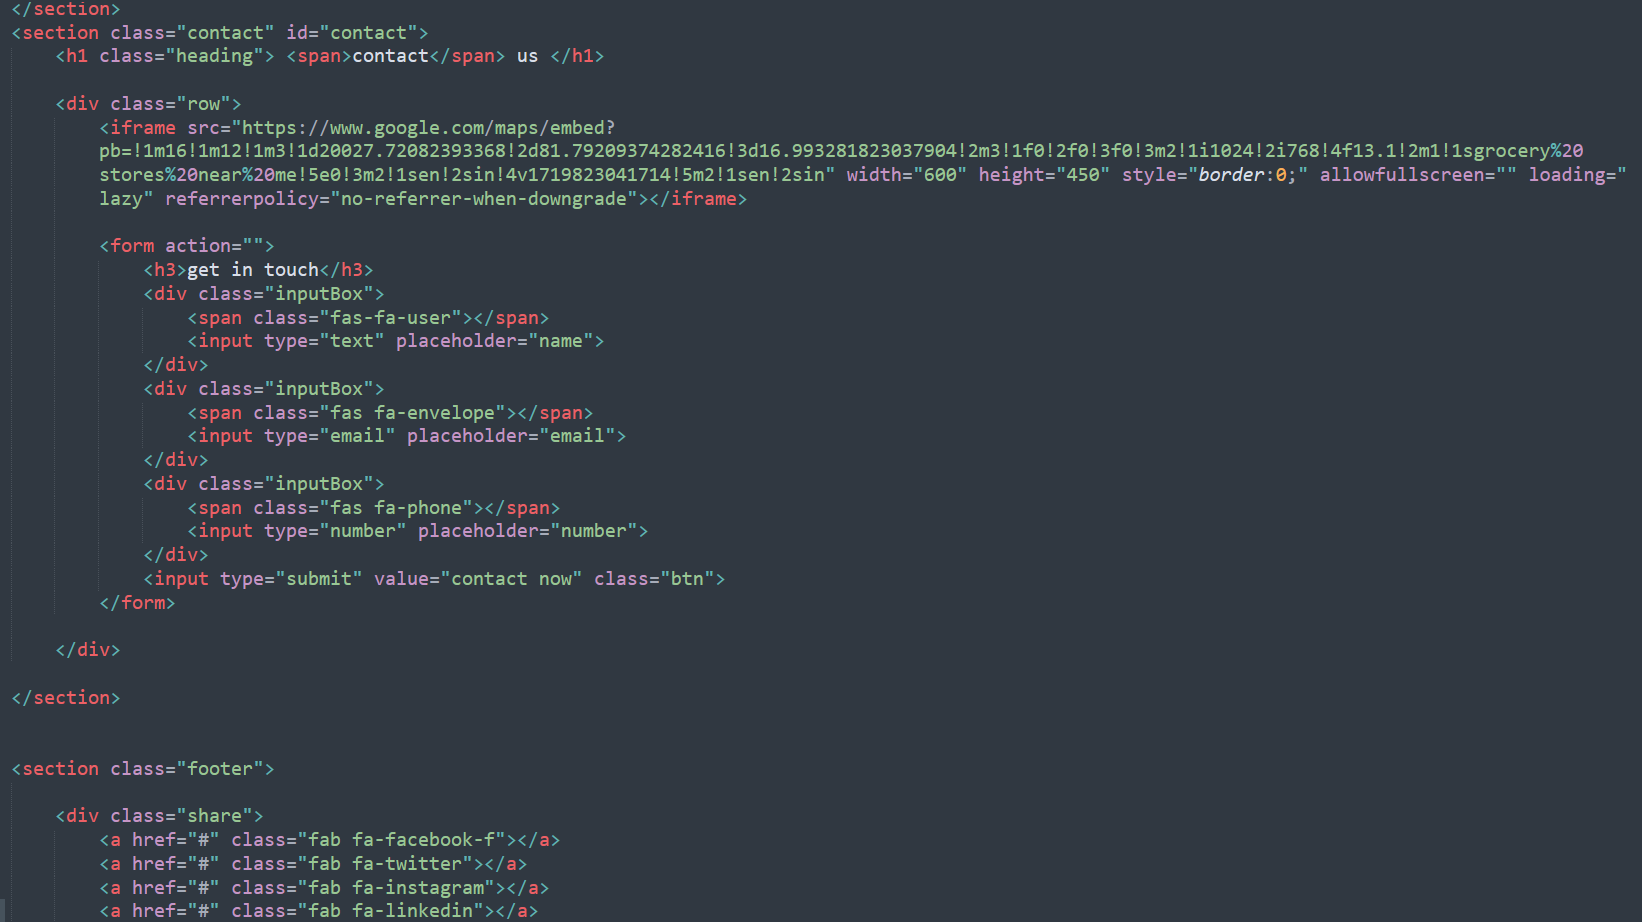 </section>
<section class="contact" id="contact">
    <h1 class="heading"> <span>contact</span> us </h1>
    <div class="row">
        <iframe src="https://www.google.com/maps/embed?
        pb=!1m16!1m12!1m3!1d20027.72082393368!2d81.79209374282416!3d16.993281823037904!2m3!1f0!2f0!3f0!3m2!1i1024!2i768!4f13.1!2m1!1sgrocery%20
        stores%20near%20me!5e0!3m2!1sen!2sin!4v1719823041714!5m2!1sen!2sin" width="600" height="450" style="border:0;" allowfullscreen="" loading="
        lazy" referrerpolicy="no-referrer-when-downgrade"></iframe>
        <form action="">
            <h3>get in touch</h3>
            <div class="inputBox">
                <span class="fas-fa-user"></span>
                <input type="text" placeholder="name">
            </div>
            <div class="inputBox">
                <span class="fas fa-envelope"></span>
                <input type="email" placeholder="email">
            </div>
            <div class="inputBox">
                <span class="fas fa-phone"></span>
                <input type="number" placeholder="number">
            </div>
            <input type="submit" value="contact now" class="btn">
        </form>
    </div>
</section>
<section class="footer">
    <div class="share">
        <a href="#" class="fab fa-facebook-f"></a>
        <a href="#" class="fab fa-twitter"></a>
        <a href="#" class="fab fa-instagram"></a>
        <a href="#" class="fab fa-linkedin"></a>